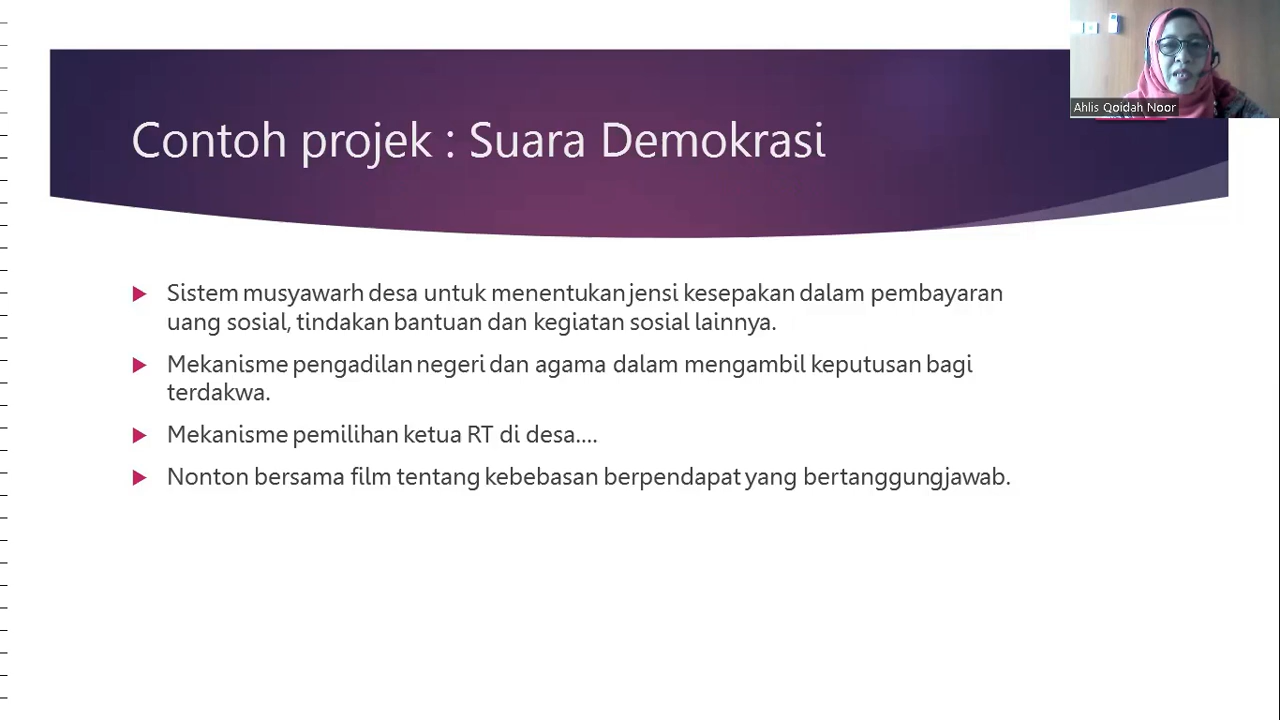 Contoh projek : Suara Demokrasi
Ahlis Qoidah Noor
Sistem musyawarh desa untuk menentukan jensi kesepakan dalam pembayaran
uang sosial, tindakan bantuan dan kegiatan sosial lainnya.
Mekanisme pengadilan negeri dan agama dalam mengambil keputusan bagi
terdakwa.
Mekanisme pemilihan ketua RT di desa....
Nonton bersama film tentang kebebasan berpendapat yang bertanggungjawab.